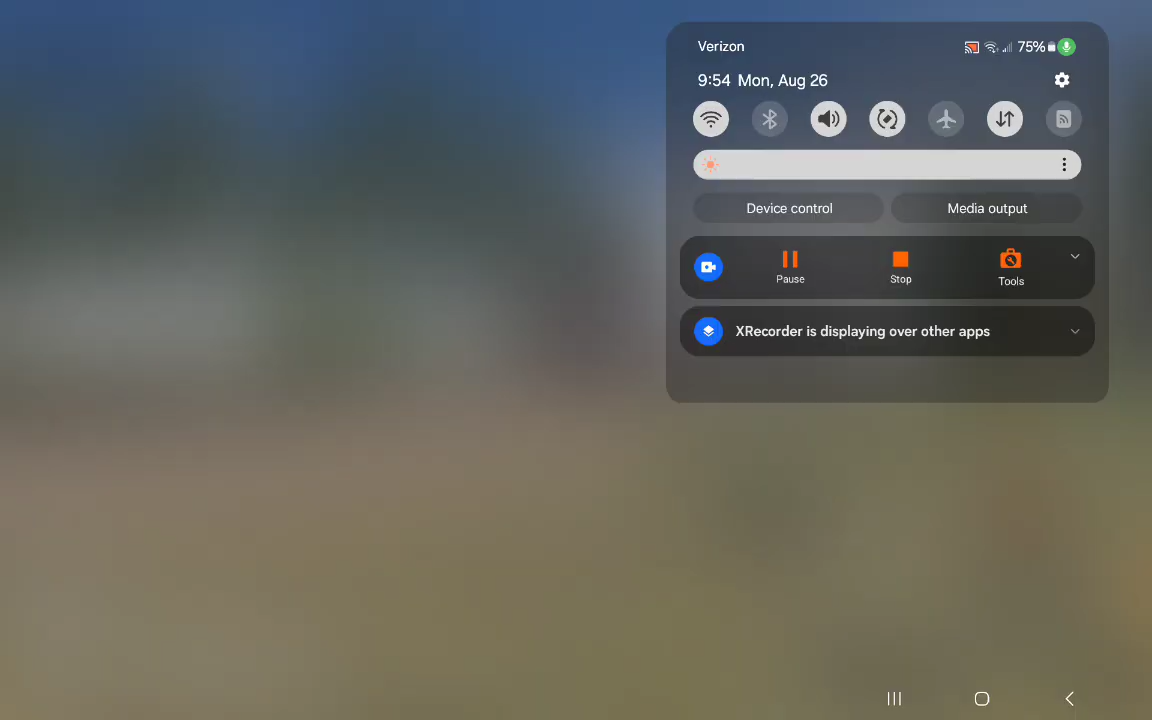 Verizon
75%
9:54 Mon, Aug 26
Device control
Media output
Pause
Stop
Tools
XRecorder is displaying over other apps